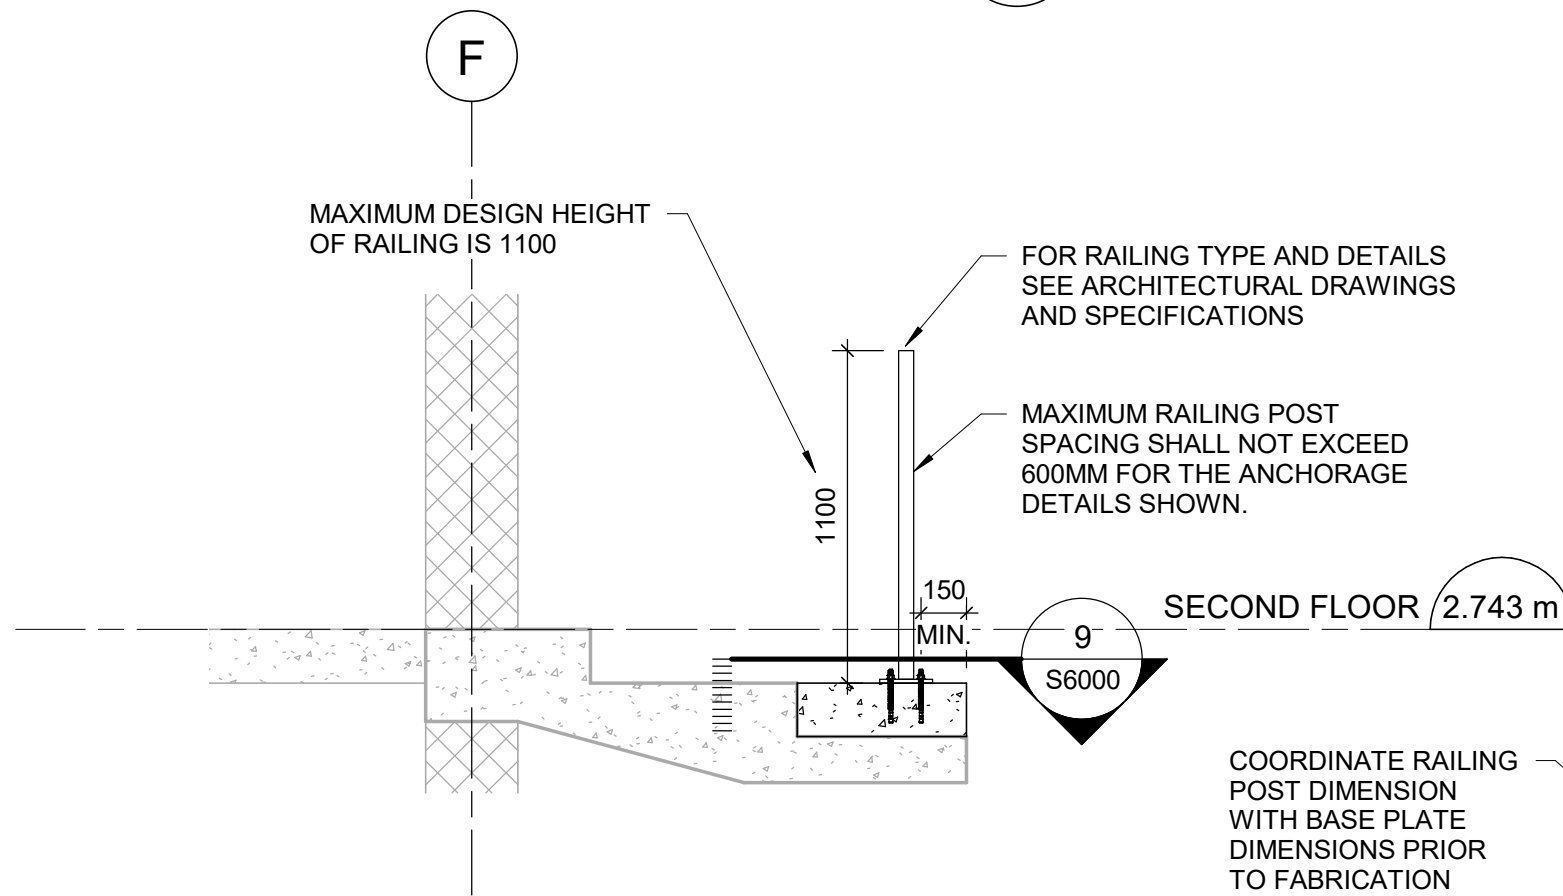 F
MAXIMUM DESIGN HEIGHT
OF RAILING IS 1100
FOR RAILING TYPE AND DETAILS
SEE ARCHITECTURAL DRAWINGS
AND SPECIFICATIONS
MAXIMUM RAILING POST
SPACING SHALL NOT EXCEED
600MM FOR THE ANCHORAGE
DETAILS SHOWN.
1100
150
MIN.
SECOND FLOOR
2.743 m
9
S6000
COORDINATE RAILING
POST DIMENSION
WITH BASE PLATE
DIMENSIONS PRIOR
TO FABRICATION